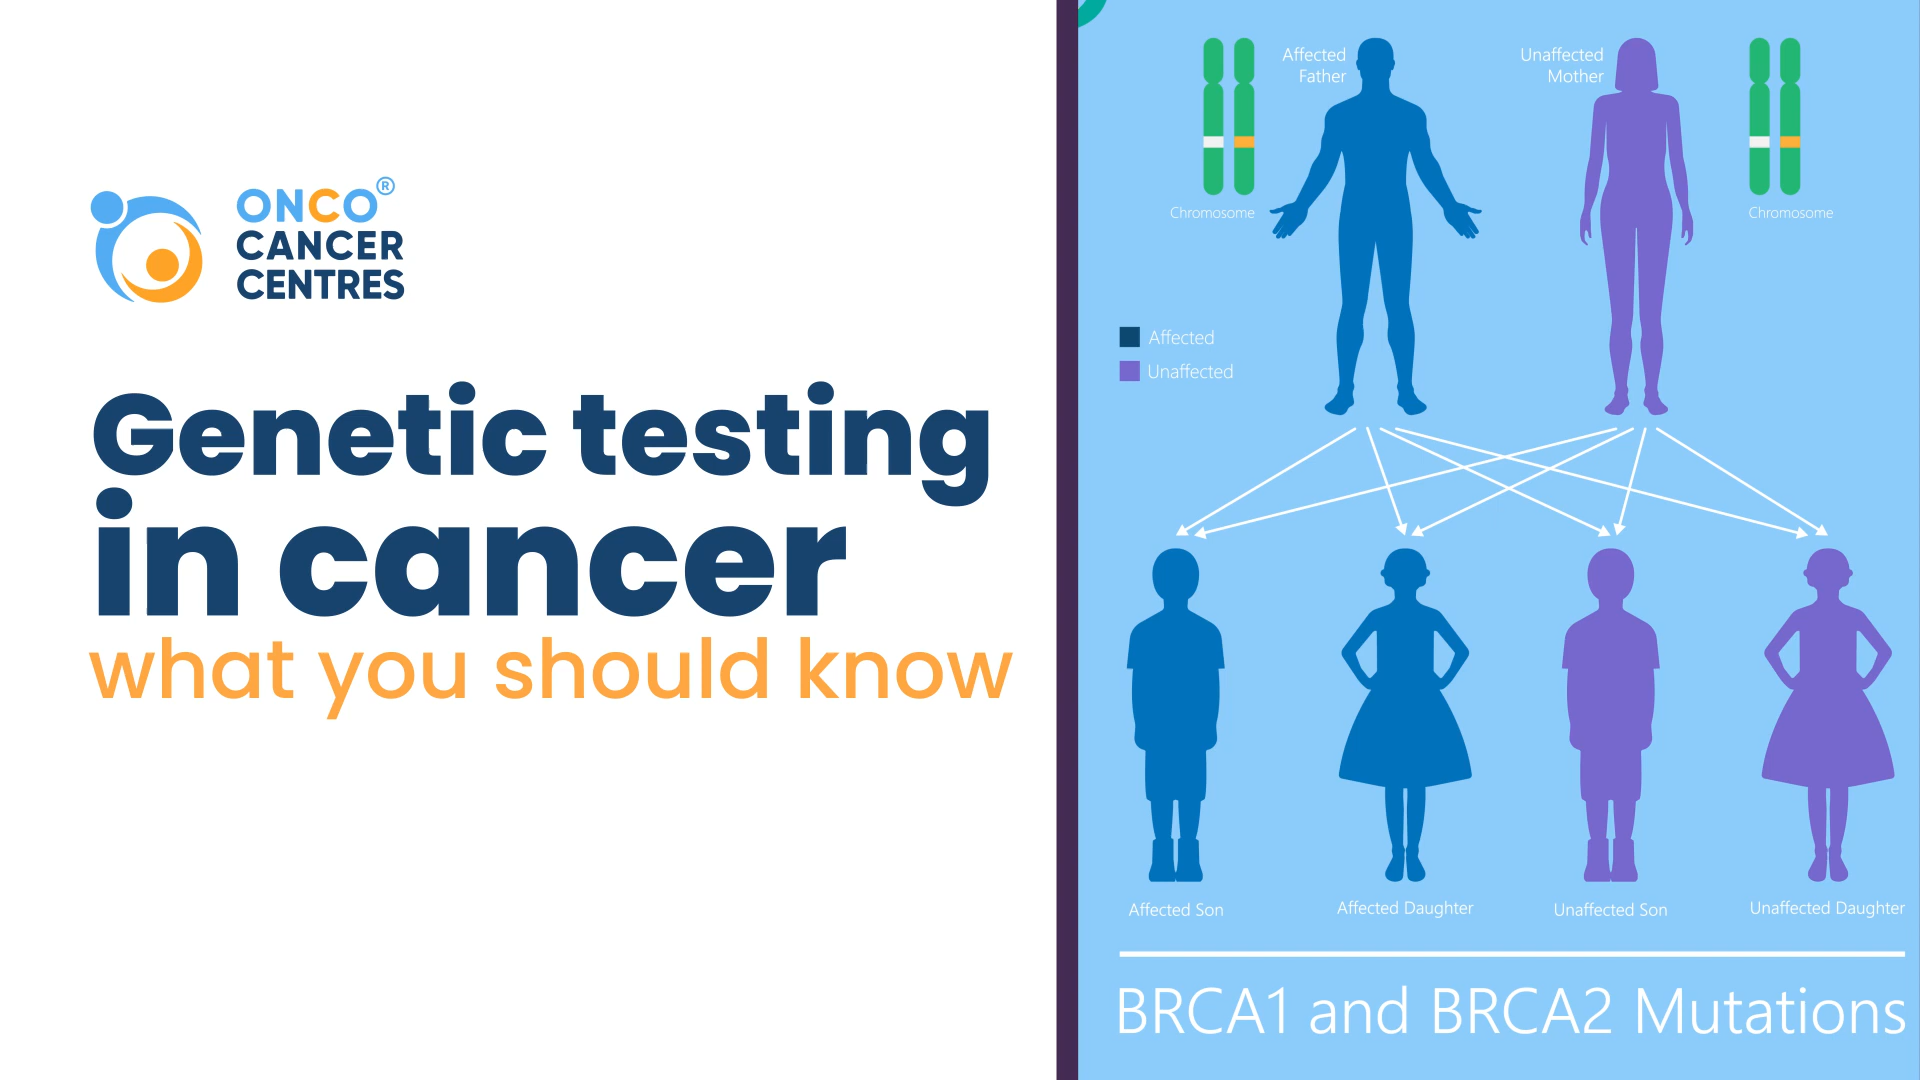 ONCO®
CANCER
CENTRES
Genetic testing
in cancer
what you should know
Affected
Father
Unaffected
Mother
Chromosome
Chromosome
Affected
Unaffected
Affected Son
Affected Daughter
Unaffected Son
Unaffected Daughter
BRCA1 and BRCA2 Mutations